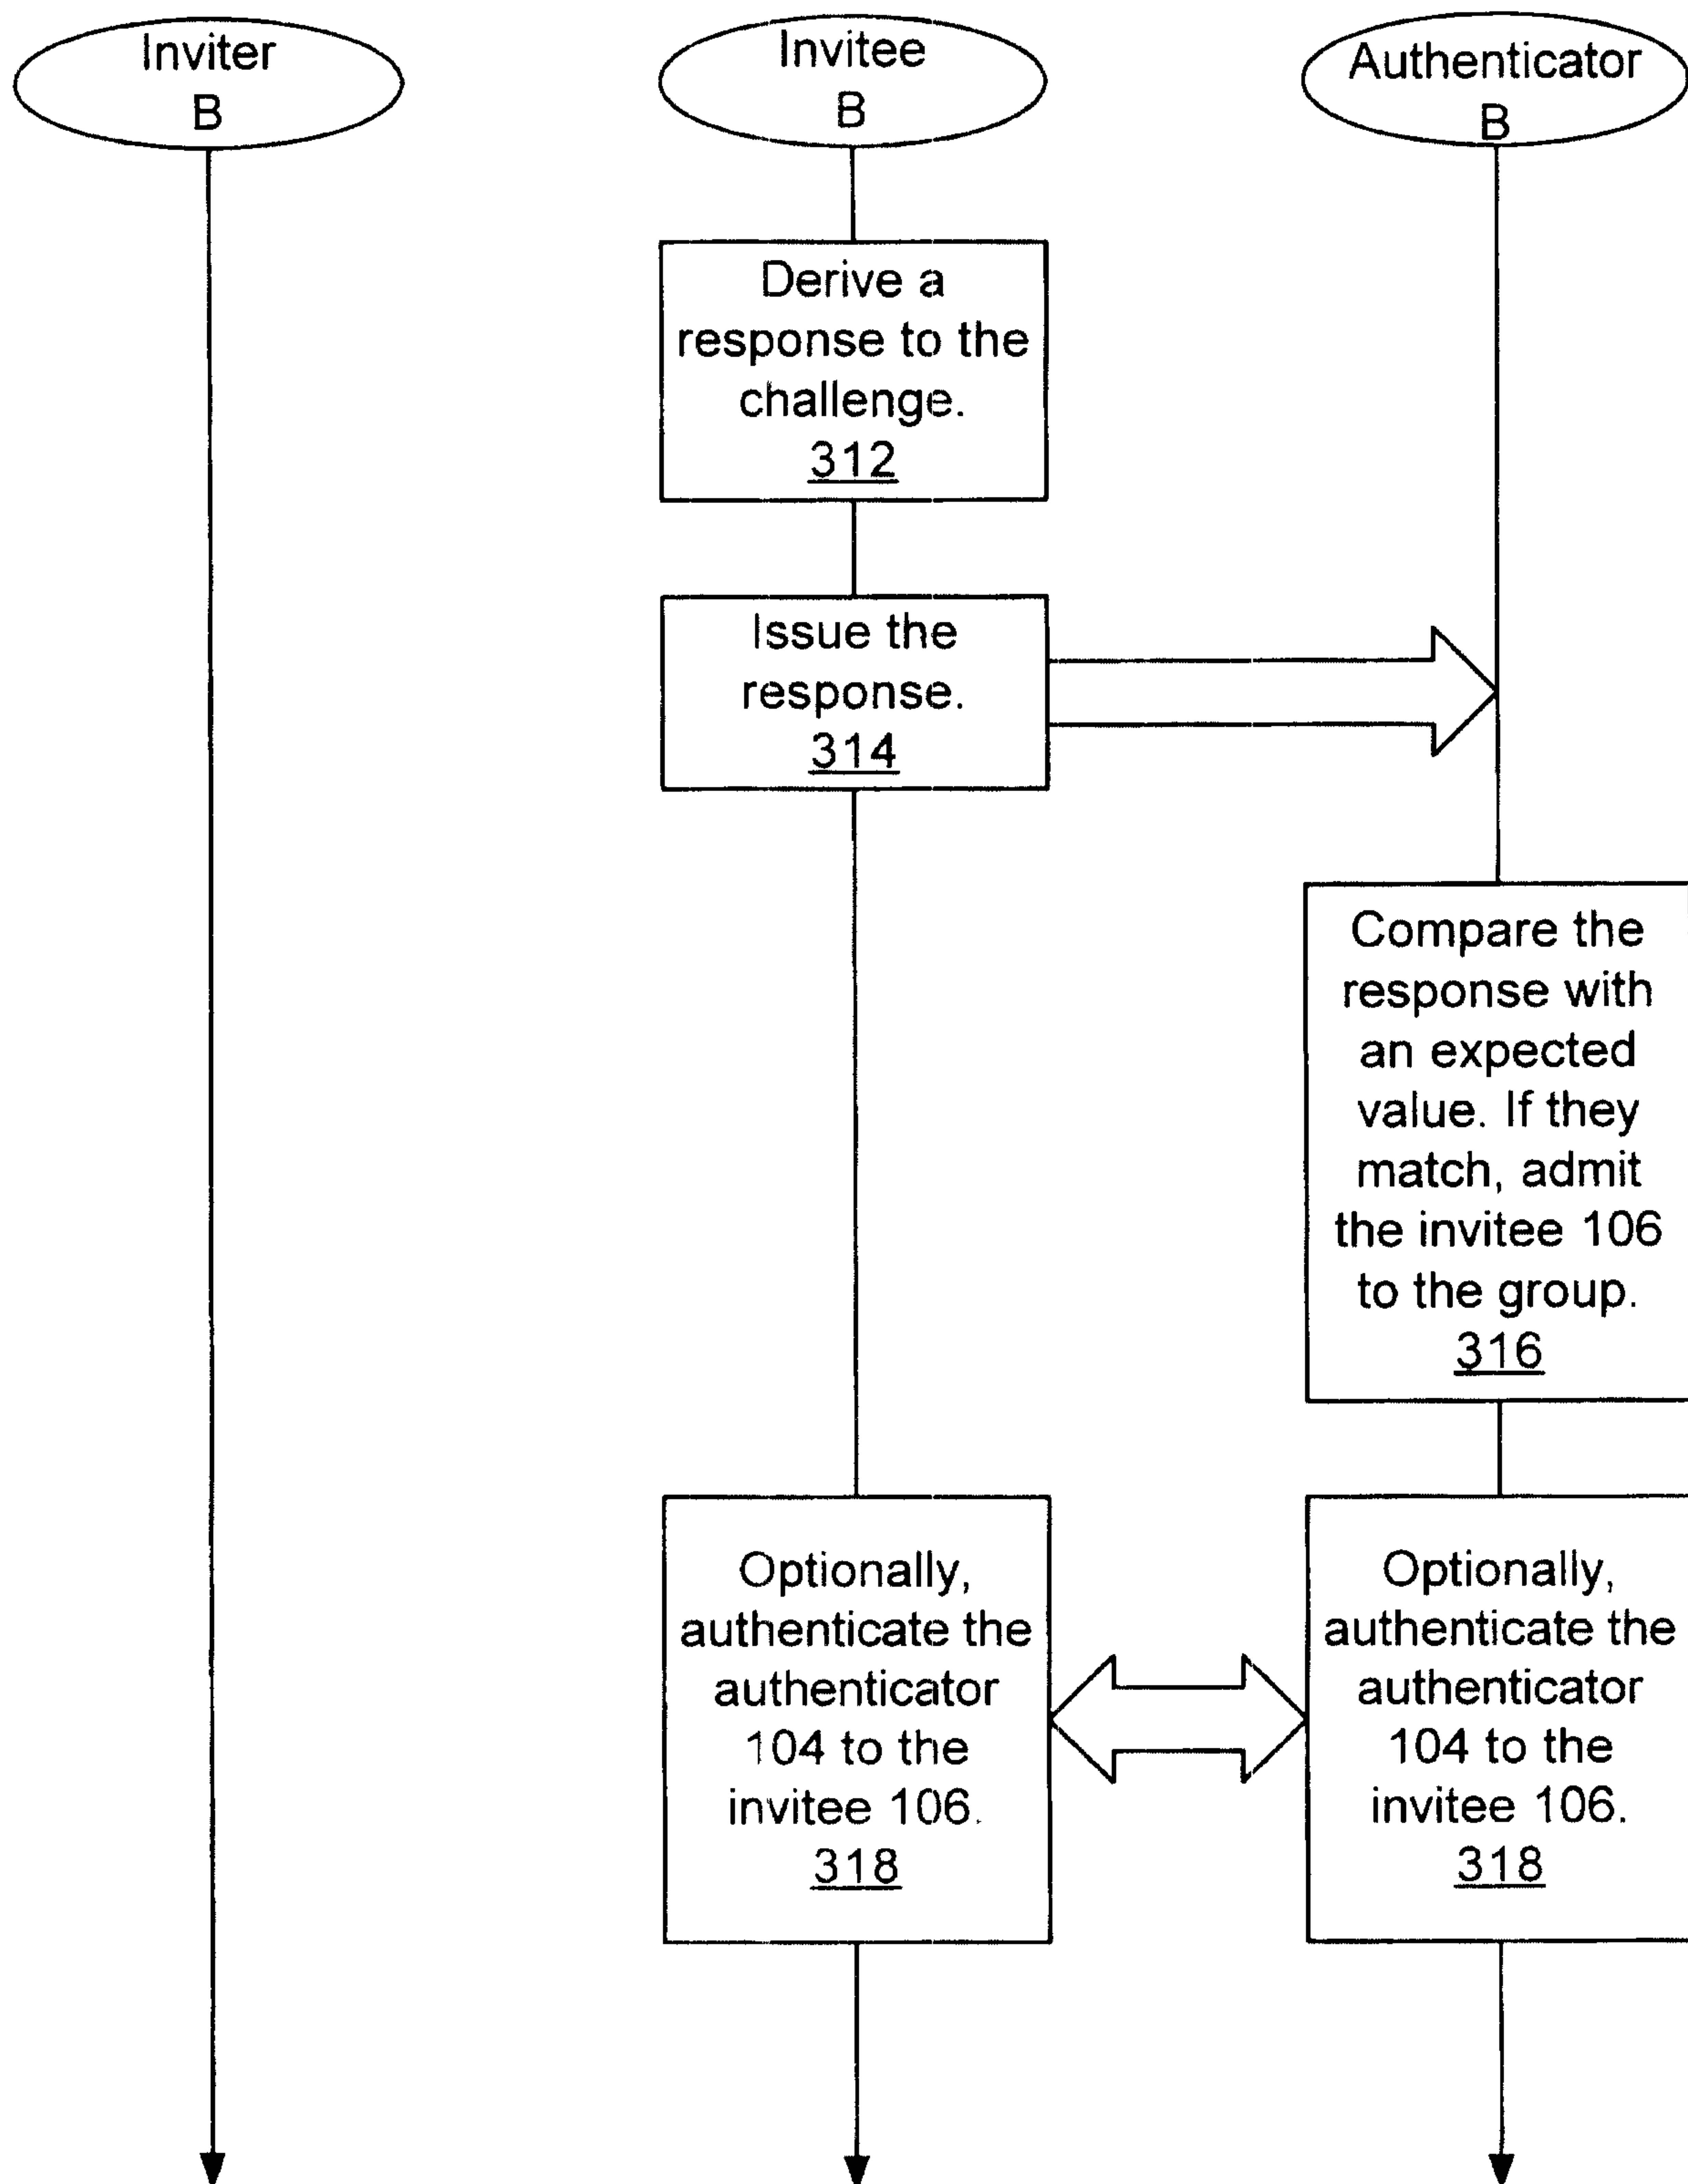 Inviter
B
Invitee
B
Authenticator
B
Derive a
response to the
challenge.
312
Issue the
response.
314
Compare the
response with
an expected
value. If they
match, admit
the invitee 106
to the group.
316
Optionally,
authenticate the
authenticator
104 to the
invitee 106.
318
Optionally,
authenticate the
authenticator
104 to the
invitee 106.
318